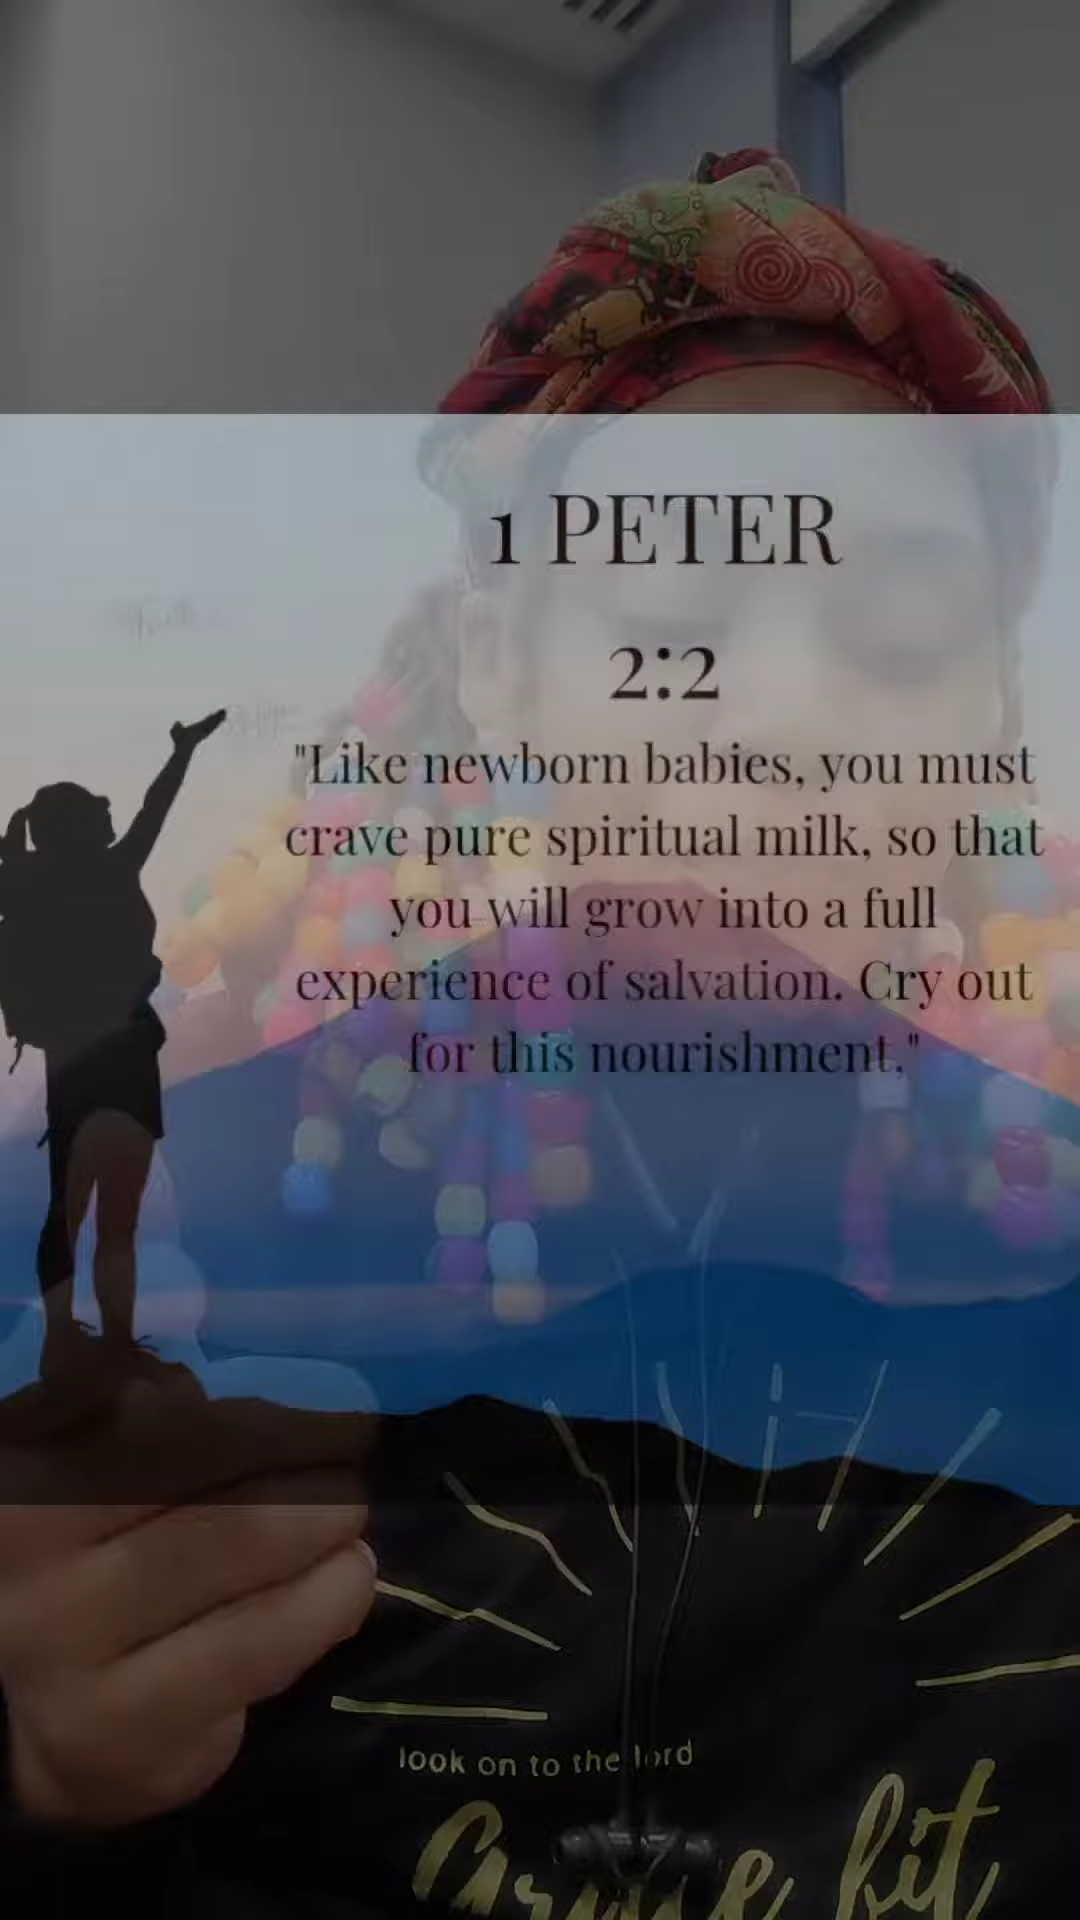 1 PETER
2:2
"Like newborn babies, you must
crave pure spiritual milk, so that
you will grow into a full
experience of salvation. Cry out
for this nourishment."
look on to the lord
fit